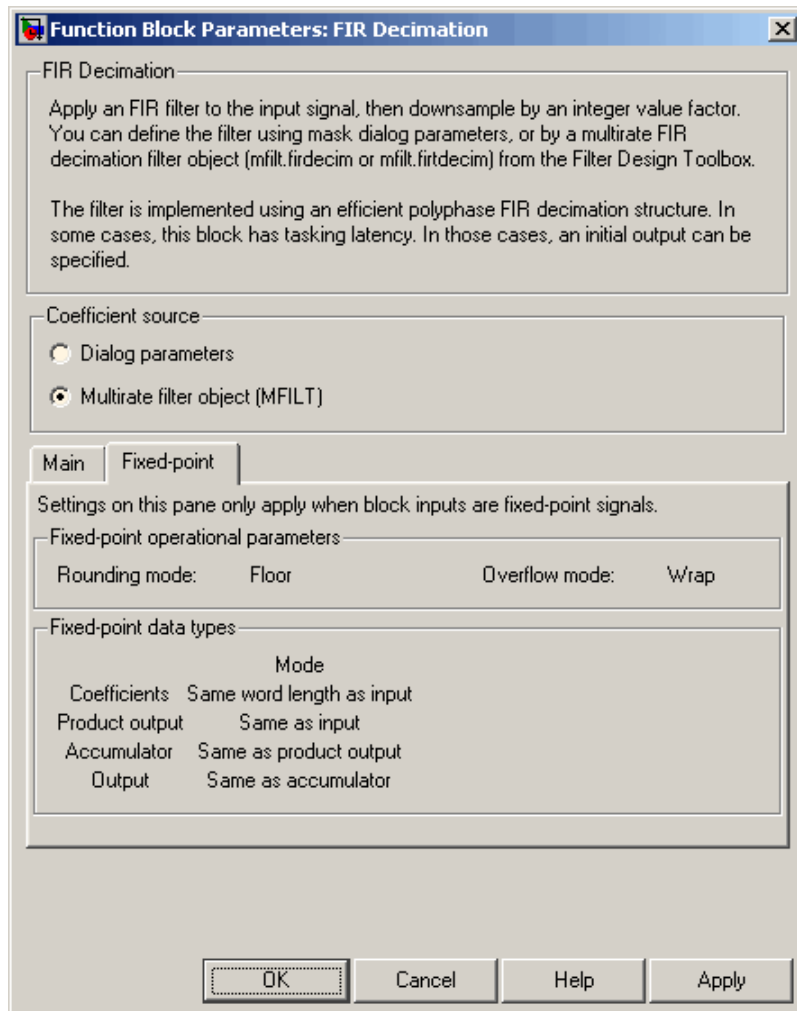 Function Block Parameters: FIR Decimation
FIR Decimation
Apply an FIR filter to the input signal, then downsample by an integer value factor.
You can define the filter using mask dialog parameters, or by a multirate FIR
decimation filter object (mfilt.firdecim or mfilt.firtdecim) from the Filter Design Toolbox.
The filter is implemented using an efficient polyphase FIR decimation structure. In
some cases, this block has tasking latency. In those cases, an initial output can be
specified.
Coefficient source
Dialog parameters
Multirate filter object (MFILT)
Main Fixed-point
Settings on this pane only apply when block inputs are fixed-point signals.
Fixed-point operational parameters
Rounding mode: Floor Overflow mode: Wrap
Fixed-point data types
Mode
Coefficients Same word length as input
Product output Same as input
Accumulator Same as product output
Output Same as accumulator
OK Cancel Help Apply